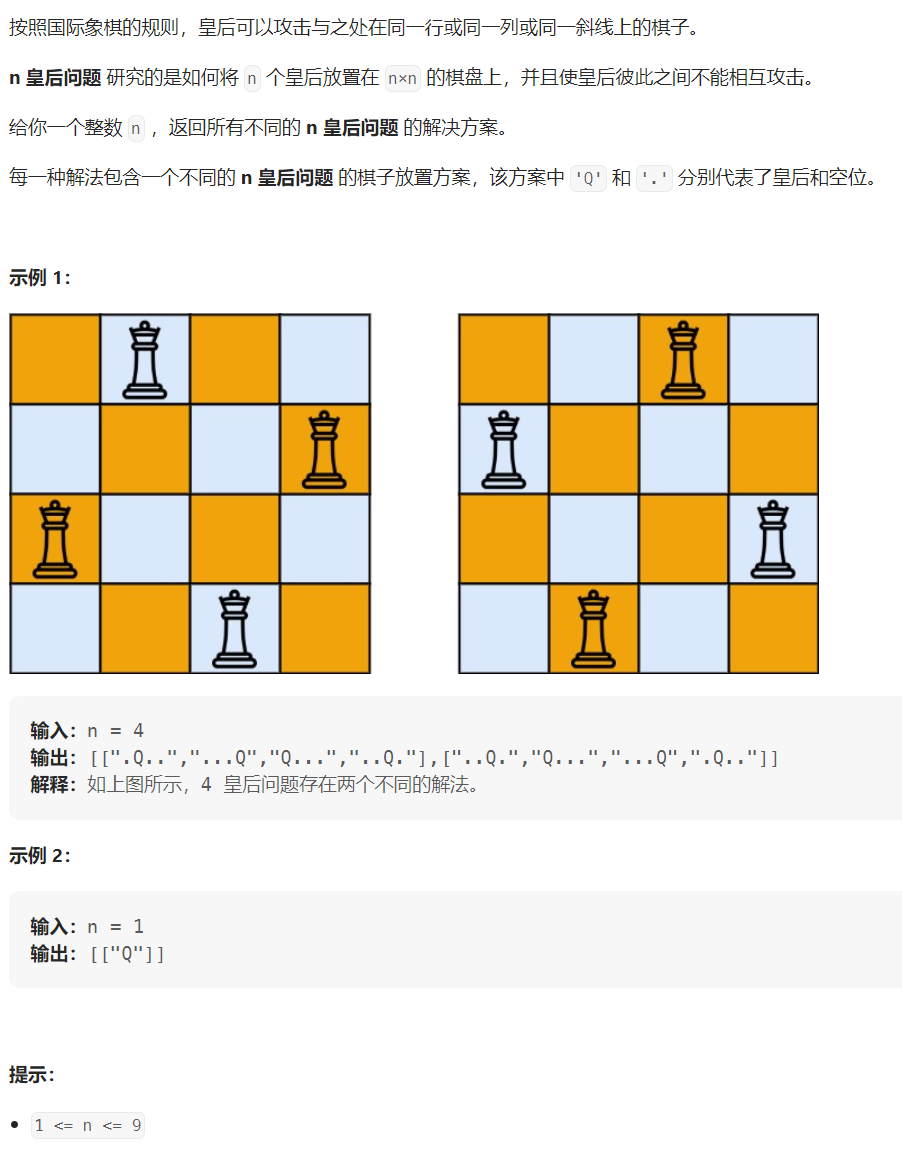 按照国际象棋的规则，皇后可以攻击与之处在同一行或同一列或同一斜线上的棋子。
n 皇后问题 研究的是如何将 n 个皇后放置在 n×n 的棋盘上，并且使皇后彼此之间不能相互攻击。
给你一个整数 n ，返回所有不同的 n 皇后问题 的解决方案。
每一种解法包含一个不同的 n 皇后问题 的棋子放置方案，该方案中 'Q' 和 '.' 分别代表了皇后和空位。
示例 1：
输入：n = 4
输出：[[".Q..","...Q","Q...","..Q."],["..Q.","Q...","...Q",".Q.."]]
解释：如上图所示，4 皇后问题存在两个不同的解法。
示例 2：
输入：n = 1
输出：[["Q"]]
提示：
1 <= n <= 9